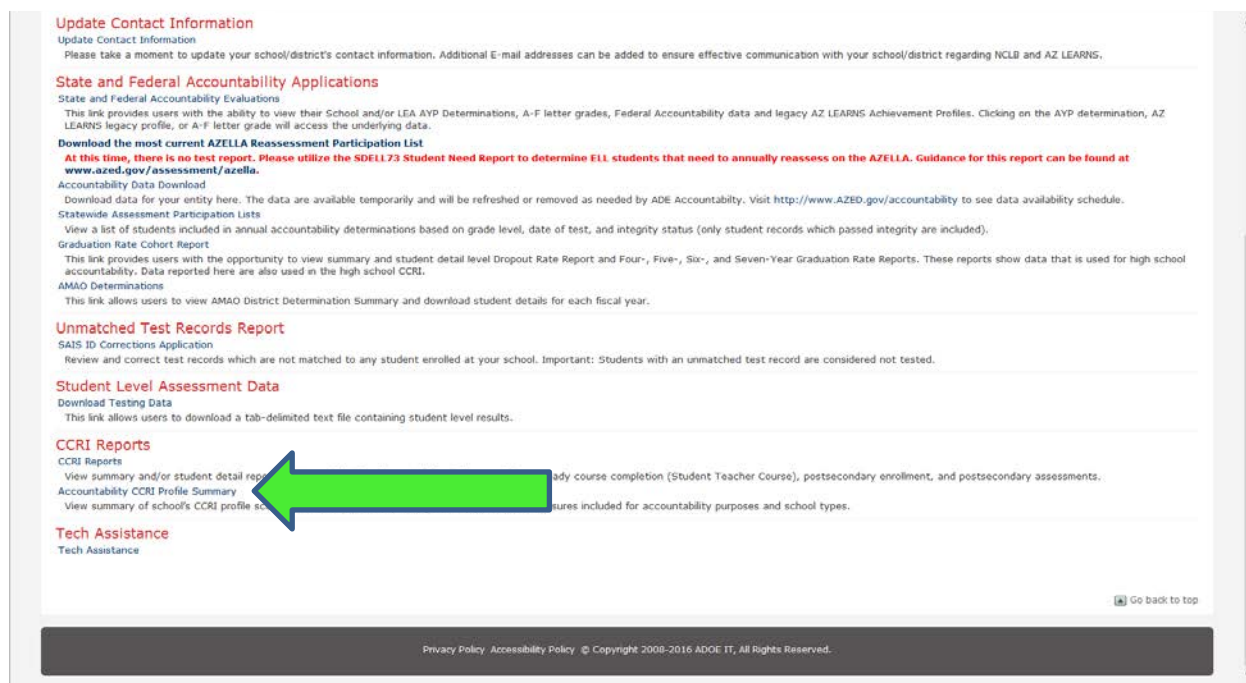 Update Contact Information
Update Contact Information
Please take a moment to update your school/district's contact information. Additional E-mail addresses can be added to ensure effective communication with your school/district regarding NCLB and AZ LEARNS.
State and Federal Accountability Applications
State and Federal Accountability Evaluations
This link provides users with the ability to view their School and/or LEA AYP Determinations, A-F letter grades, Federal Accountability data and legacy AZ LEARNS Achievement Profiles. Clicking on the AYP determination, AZ
LEARNS legacy profile, or A-F letter grade will access the underlying data.
Download the most current AZELLA Reassessment Participation List
At this time, there is no test report. Please utilize the SDELL73 Student Need Report to determine ELL students that need to annually reassess on the AZELLA. Guidance for this report can be found at
www.azed.gov/assessment/azella.
Accountability Data Download
Download data for your entity here. The data are available temporarily and will be refreshed or removed as needed by ADE Accountabilty. Visit http://www.AZED.gov/accountability to see data availability schedule.
Statewide Assessment Participation Lists
View a list of students included in annual accountability determinations based on grade level, date of test, and integrity status (only student records which passed integrity are included).
Graduation Rate Cohort Report
This link provides users with the opportunity to view summary and student detail level Dropout Rate Report and Four-, Five-, Six-, and Seven-Year Graduation Rate Reports. These reports show data that is used for high school
accountability. Data reported here are also used in the high school CCRI.
AMAO Determinations
This link allows users to view AMAO District Determination Summary and download student details for each fiscal year.
Unmatched Test Records Report
SAIS ID Corrections Application
Review and correct test records which are not matched to any student enrolled at your school. Important: Students with an unmatched test record are considered not tested.
Student Level Assessment Data
Download Testing Data
This link allows users to download a tab-delimited text file containing student level results.
CCRI Reports
CCRI Reports
View summary and/or student detail course completion (Student Teacher Course), postsecondary enrollment, and postsecondary assessments.
Accountability CCRI Profile Summary
View summary of school's CCRI profile included for accountability purposes and school types.
Tech Assistance
Tech Assistance
Go back to top
Privacy Policy Accessibility Policy © Copyright 2008-2016 ADOE IT, All Rights Reserved.